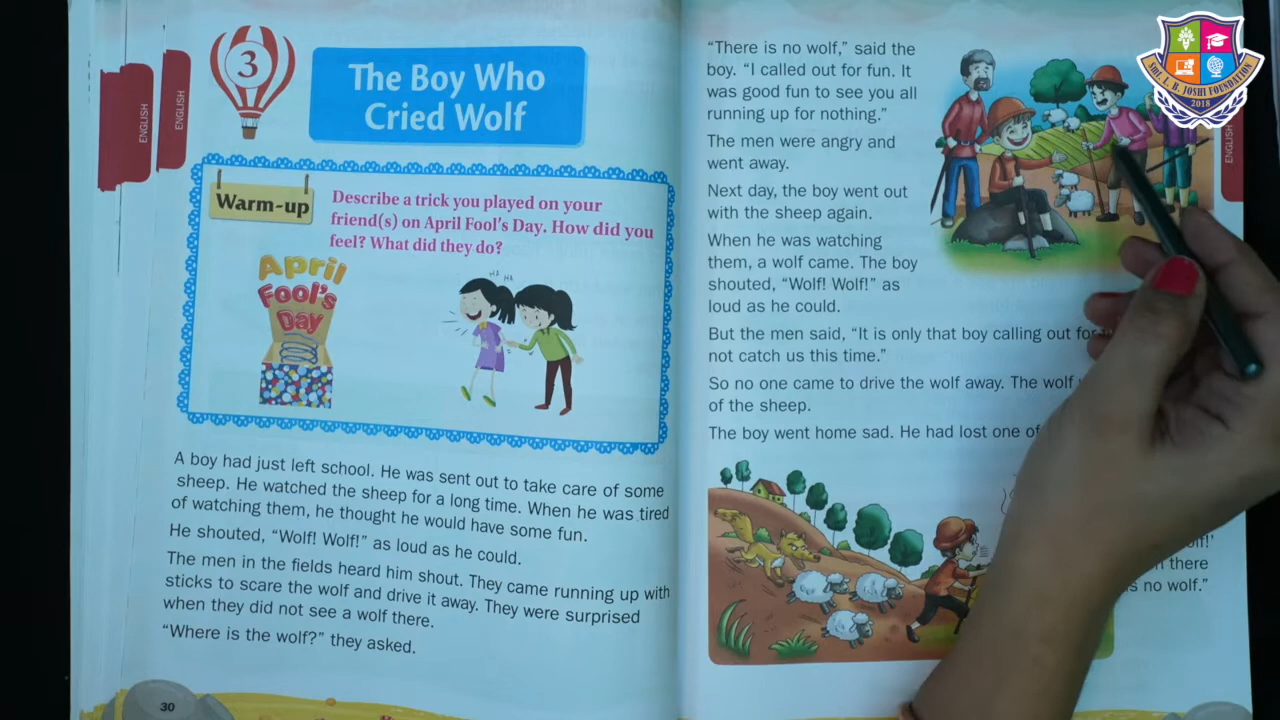 ENGLISH
ENGLISH
3
The Boy Who
Cried Wolf
Warm-up
Describe a trick you played on your
friend(s) on April Fool's Day. How did you
feel? What did they do?
April
Fool's
Day
HA HA
A boy had just left school. He was sent out to take care of some
sheep. He watched the sheep for a long time. When he was tired
of watching them, he thought he would have some fun.
He shouted, “Wolf! Wolf!” as loud as he could.
The men in the fields heard him shout. They came running up with
sticks to scare the wolf and drive it away. They were surprised
when they did not see a wolf there.
“Where is the wolf?” they asked.
30
“There is no wolf,” said the
boy. “I called out for fun. It
was good fun to see you all
running up for nothing.”
The men were angry and
went away.
Next day, the boy went out
with the sheep again.
When he was watching
them, a wolf came. The boy
shouted, “Wolf! Wolf!” as
loud as he could.
But the men said, “It is only that boy calling out for
not catch us this time.”
So no one came to drive the wolf away. The wolf
of the sheep.
The boy went home sad. He had lost one of
there
no wolf.”
ENGLISH
SMT. L. B. JOSHI FOUNDATION
2018